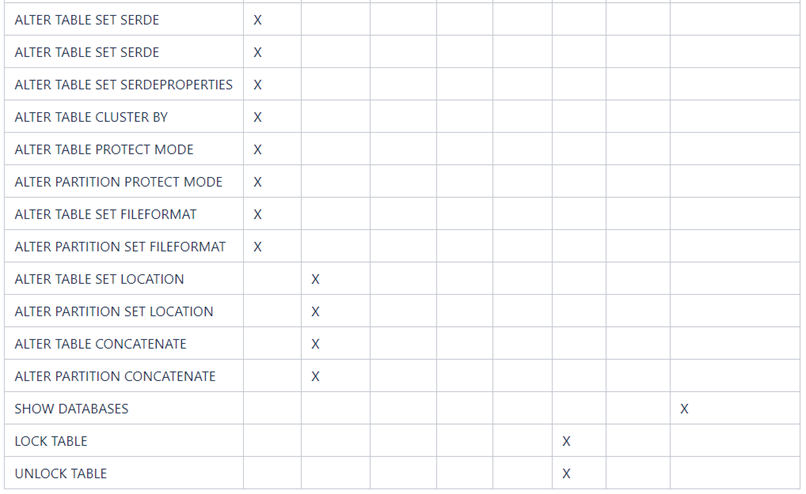 ALTER TABLE SET SERDE X
ALTER TABLE SET SERDE X
ALTER TABLE SET SERDEPROPERTIES X
ALTER TABLE CLUSTER BY X
ALTER TABLE PROTECT MODE X
ALTER PARTITION PROTECT MODE X
ALTER TABLE SET FILEFORMAT X
ALTER PARTITION SET FILEFORMAT X
ALTER TABLE SET LOCATION X
ALTER PARTITION SET LOCATION X
ALTER TABLE CONCATENATE X
ALTER PARTITION CONCATENATE X
SHOW DATABASES X
LOCK TABLE X
UNLOCK TABLE X